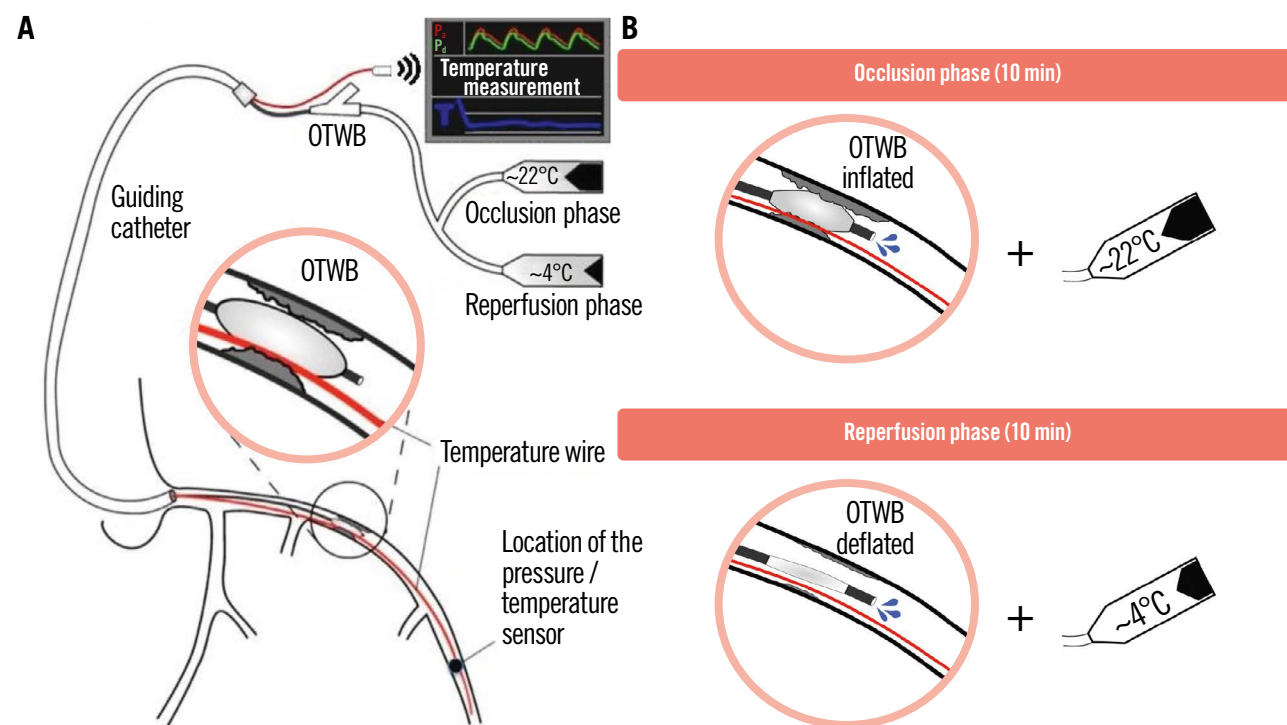 A
Pa
Pd
Temperature
measurement
T
OTWB
Guiding
catheter
~22°C
Occlusion phase
~4°C
Reperfusion phase
OTWB
Temperature wire
Location of the
pressure /
temperature
sensor
B
Occlusion phase (10 min)
OTWB
inflated
+
~22°C
Reperfusion phase (10 min)
OTWB
deflated
+
~4°C